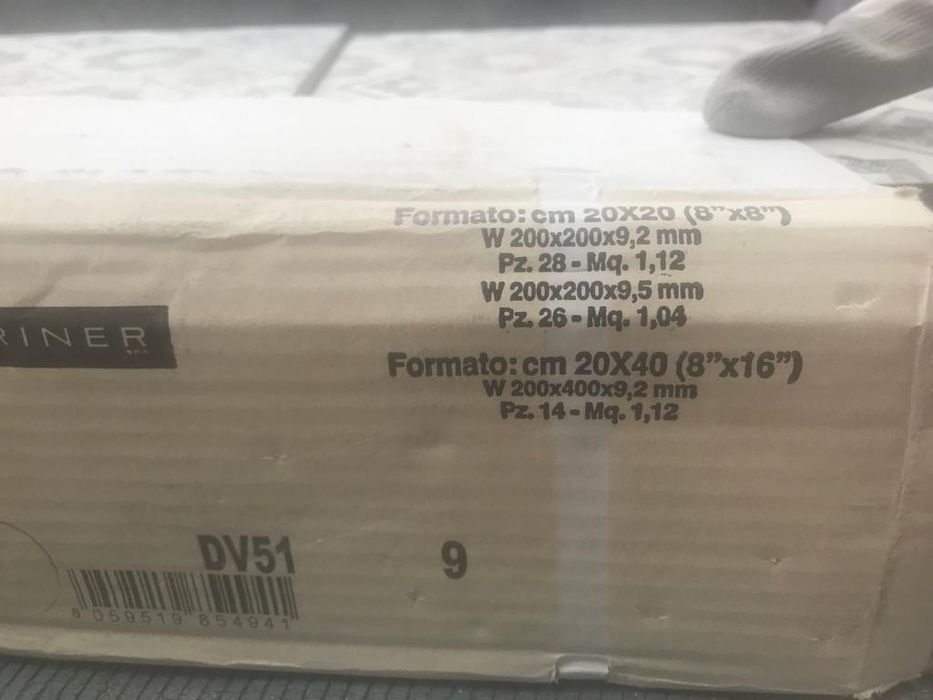 Formato: cm 20X20 (8”x8”)
W 200x200x9,2 mm
Pz. 28 - Mq. 1,12
W 200x200x9,5 mm
Pz. 26 - Mq. 1,04
Formato: cm 20X40 (8”x16”)
W 200x400x9,2 mm
Pz. 14 - Mq. 1,12
RINER
DV51
9
8 059519 854941